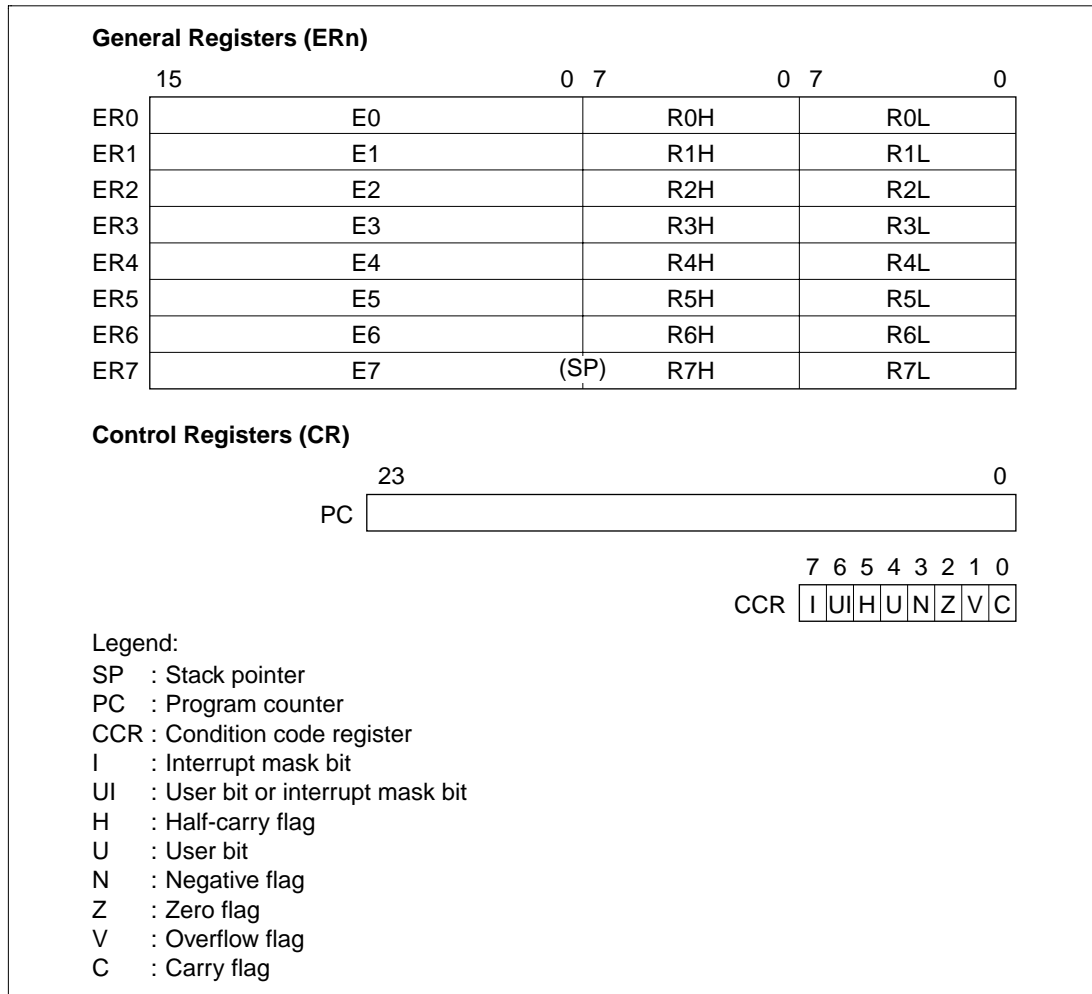 General Registers (ERn)
15 0 7 0 7 0
ER0 E0 R0H R0L
ER1 E1 R1H R1L
ER2 E2 R2H R2L
ER3 E3 R3H R3L
ER4 E4 R4H R4L
ER5 E5 R5H R5L
ER6 E6 R6H R6L
ER7 E7 (SP) R7H R7L
Control Registers (CR)
23 0
PC
7 6 5 4 3 2 1 0
CCR I UI H U N Z V C
Legend:
SP : Stack pointer
PC : Program counter
CCR : Condition code register
I : Interrupt mask bit
UI : User bit or interrupt mask bit
H : Half-carry flag
U : User bit
N : Negative flag
Z : Zero flag
V : Overflow flag
C : Carry flag